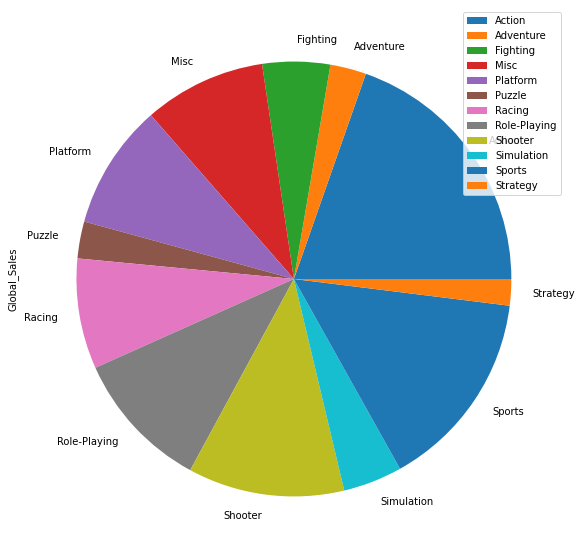 Fighting
Adventure
Misc
Platform
Puzzle
Global_Sales
Racing
Role-Playing
Shooter
Simulation
Sports
Strategy
Action
Adventure
Fighting
Misc
Platform
Puzzle
Racing
Role-Playing
Shooter
Simulation
Sports
Strategy